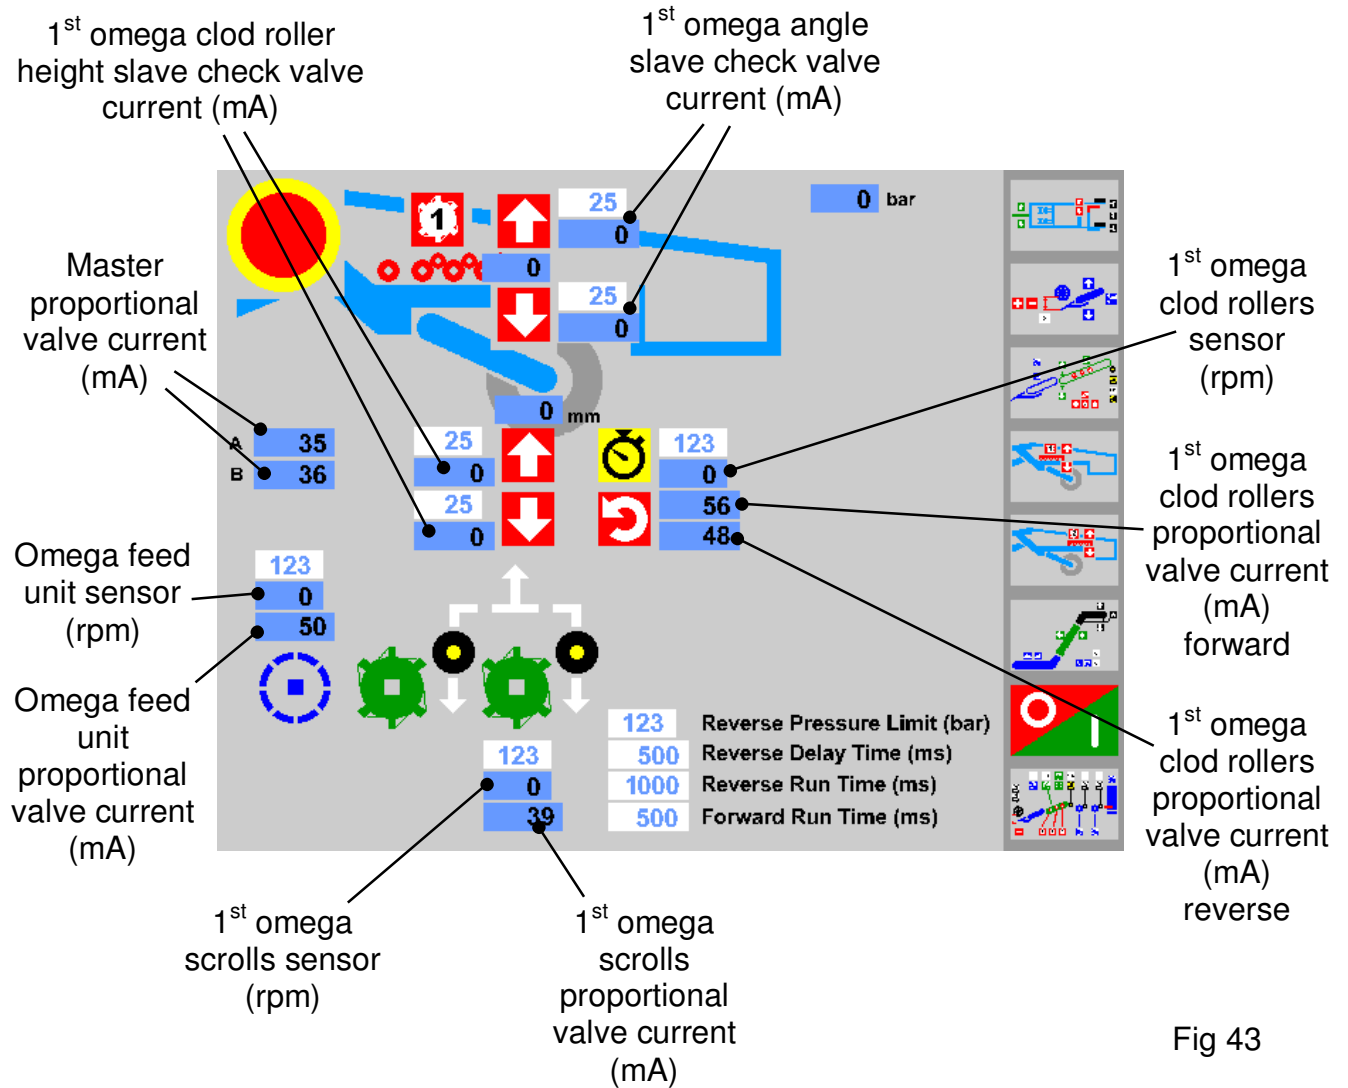 1st omega clod roller
height slave check valve
current (mA)
1st omega angle
slave check valve
current (mA)
1
25
0
0 bar
0
25
0
Master
proportional
valve current
(mA)
1st omega
clod rollers
sensor
(rpm)
0 mm
A 35
B 36
25
0
25
0
123
0
56
48
1st omega
clod rollers
proportional
valve current
(mA)
forward
Omega feed
unit sensor
(rpm)
123
0
50
Omega feed
unit
proportional
valve current
(mA)
123
0
39
123 Reverse Pressure Limit (bar)
500 Reverse Delay Time (ms)
1000 Reverse Run Time (ms)
500 Forward Run Time (ms)
1st omega
clod rollers
proportional
valve current
(mA)
reverse
1st omega
scrolls sensor
(rpm)
1st omega
scrolls
proportional
valve current
(mA)
Fig 43